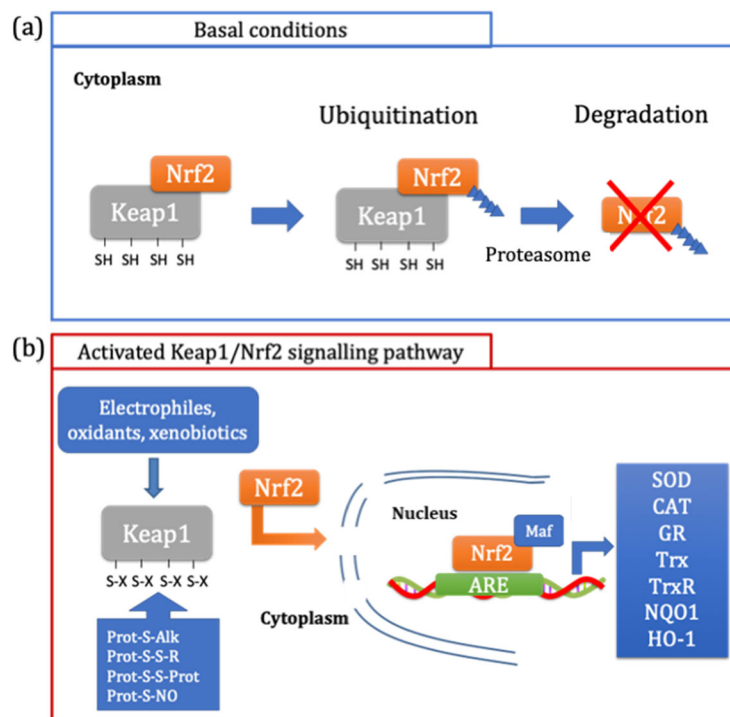 (a)
Basal conditions
Cytoplasm
Ubiquitination
Degradation
Nrf2
Keap1
SH SH SH SH
Nrf2
Keap1
SH SH SH SH
Proteasome
Nrf2
(b)
Activated Keap1/Nrf2 signalling pathway
Electrophiles,
oxidants, xenobiotics
Keap1
S-X S-X S-X S-X
Prot-S-Alk
Prot-S-S-R
Prot-S-S-Prot
Prot-S-NO
Nrf2
Cytoplasm
Nucleus
Maf
Nrf2
ARE
SOD
CAT
GR
Trx
TrxR
NQO1
HO-1